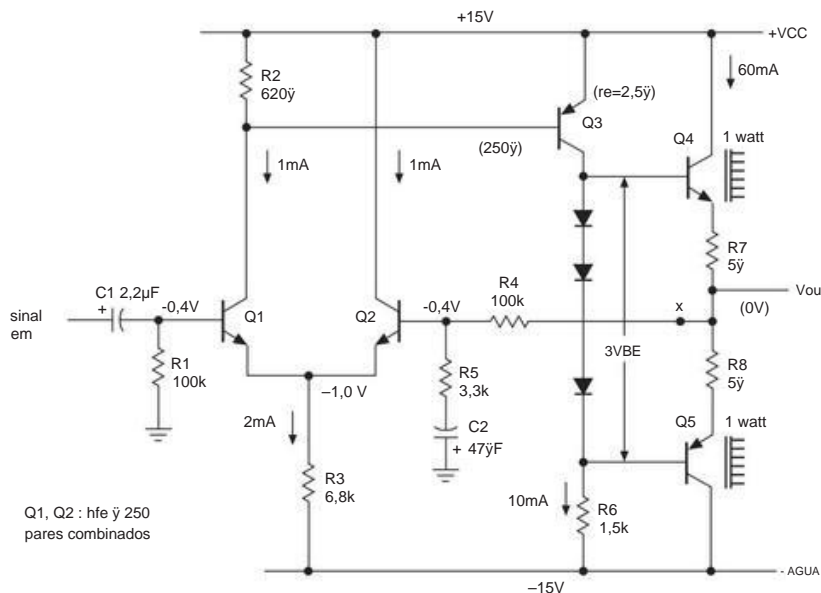 +15V
+VCC
R2
620ÿ
60mA
(re=2,5ÿ)
Q3
Q4
1 watt
(250ÿ)
1mA
1mA
R7
5ÿ
C1 2,2µF
+
-0,4V
R4
100k
-0,4V
x
Vou
(0V)
sinal
em
Q1
Q2
3VBE
R1
100k
R5
3,3k
R8
5ÿ
–1,0 V
C2
+ 47ÿF
Q5
1 watt
2mA
R3
6,8k
10mA
R6
1,5k
Q1, Q2 : hfe ÿ 250
pares combinados
–15V
- AGUA